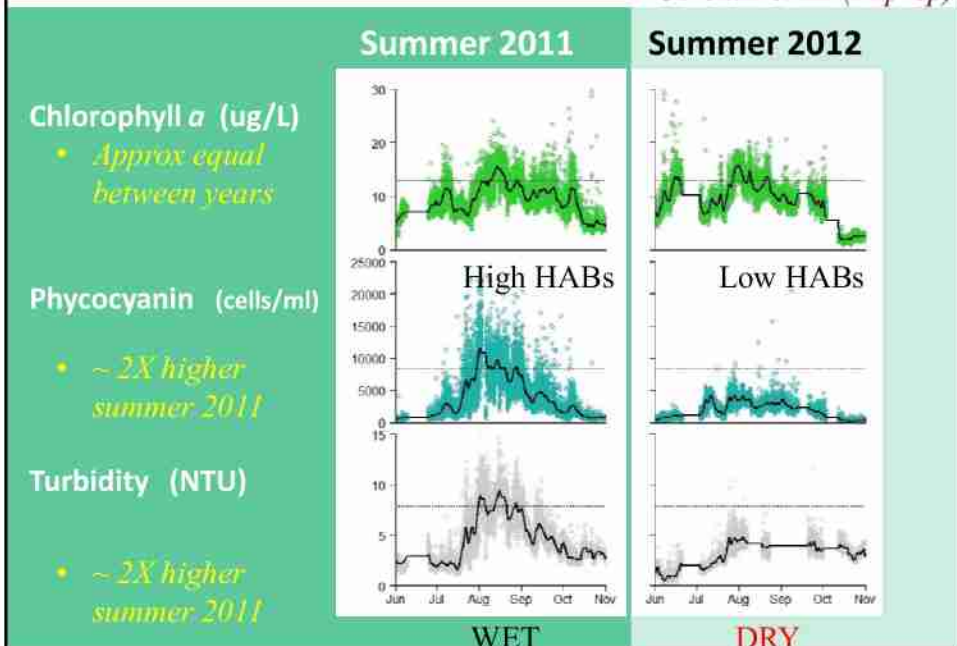 Summer 2011
Summer 2012
Chlorophyll a (ug/L)
• Approx equal
between years
30
20
10
0
Phycocyanin (cells/ml)
• ~ 2X higher
summer 2011
25000
20000
15000
10000
5000
0
High HABs
Low HABs
Turbidity (NTU)
• ~ 2X higher
summer 2011
15
10
5
0
Jun Jul Aug Sep Oct Nov
Jun Jul Aug Sep Oct Nov
WET
DRY